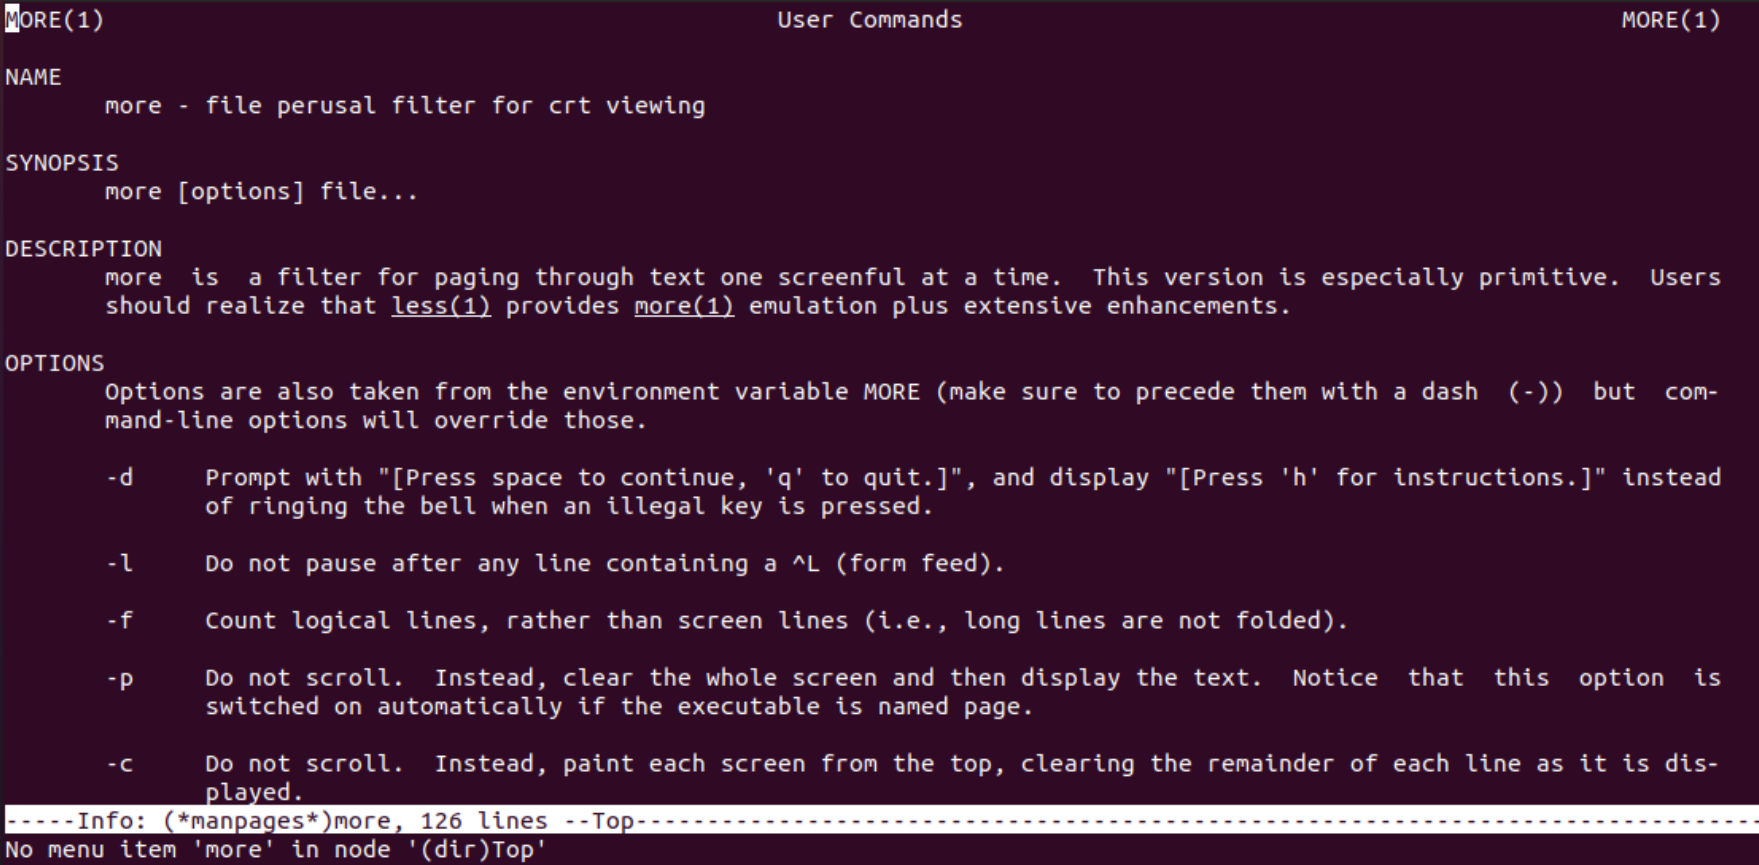 MORE(1) User Commands MORE(1)
NAME
more - file perusal filter for crt viewing
SYNOPSIS
more [options] file...
DESCRIPTION
more  is  a filter for paging through text one screenful at a time.  This version is especially primitive.  Users
should realize that less(1) provides more(1) emulation plus extensive enhancements.
OPTIONS
Options are also taken from the environment variable MORE (make sure to precede them with a dash  (-))  but  com-
mand-line options will override those.
-d     Prompt with "[Press space to continue, 'q' to quit.]", and display "[Press 'h' for instructions.]" instead
of ringing the bell when an illegal key is pressed.
-l     Do not pause after any line containing a ^L (form feed).
-f     Count logical lines, rather than screen lines (i.e., long lines are not folded).
-p     Do not scroll.  Instead, clear the whole screen and then display the text.  Notice  that  this  option  is
switched on automatically if the executable is named page.
-c     Do not scroll.  Instead, paint each screen from the top, clearing the remainder of each line as it is dis-
played.
-----Info: (*manpages*)more, 126 lines --Top-------------------------------------------------------------------------------
No menu item 'more' in node '(dir)Top'